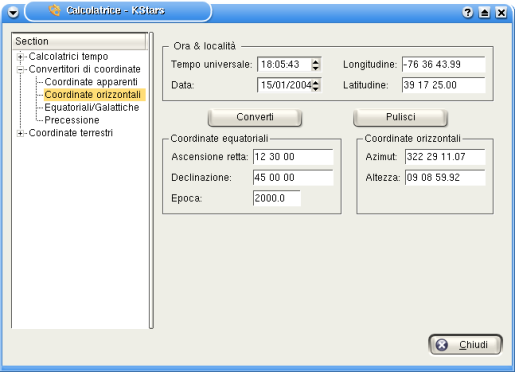 Calcolatrice - KStars
Section
Calcolatrici tempo
Convertitori di coordinate
Coordinate apparenti
Coordinate orizzontali
Equatoriali/Galattiche
Precessione
Coordinate terrestri
Ora & località
Tempo universale: 18:05:43 Longitudine: -76 36 43.99
Data: 15/01/2004 Latitudine: 39 17 25.00
Converti Pulisci
Coordinate equatoriali
Ascensione retta: 12 30 00
Declinazione: 45 00 00
Epoca: 2000.0
Coordinate orizzontali
Azimut: 322 29 11.07
Altezza: 09 08 59.92
Chiudi